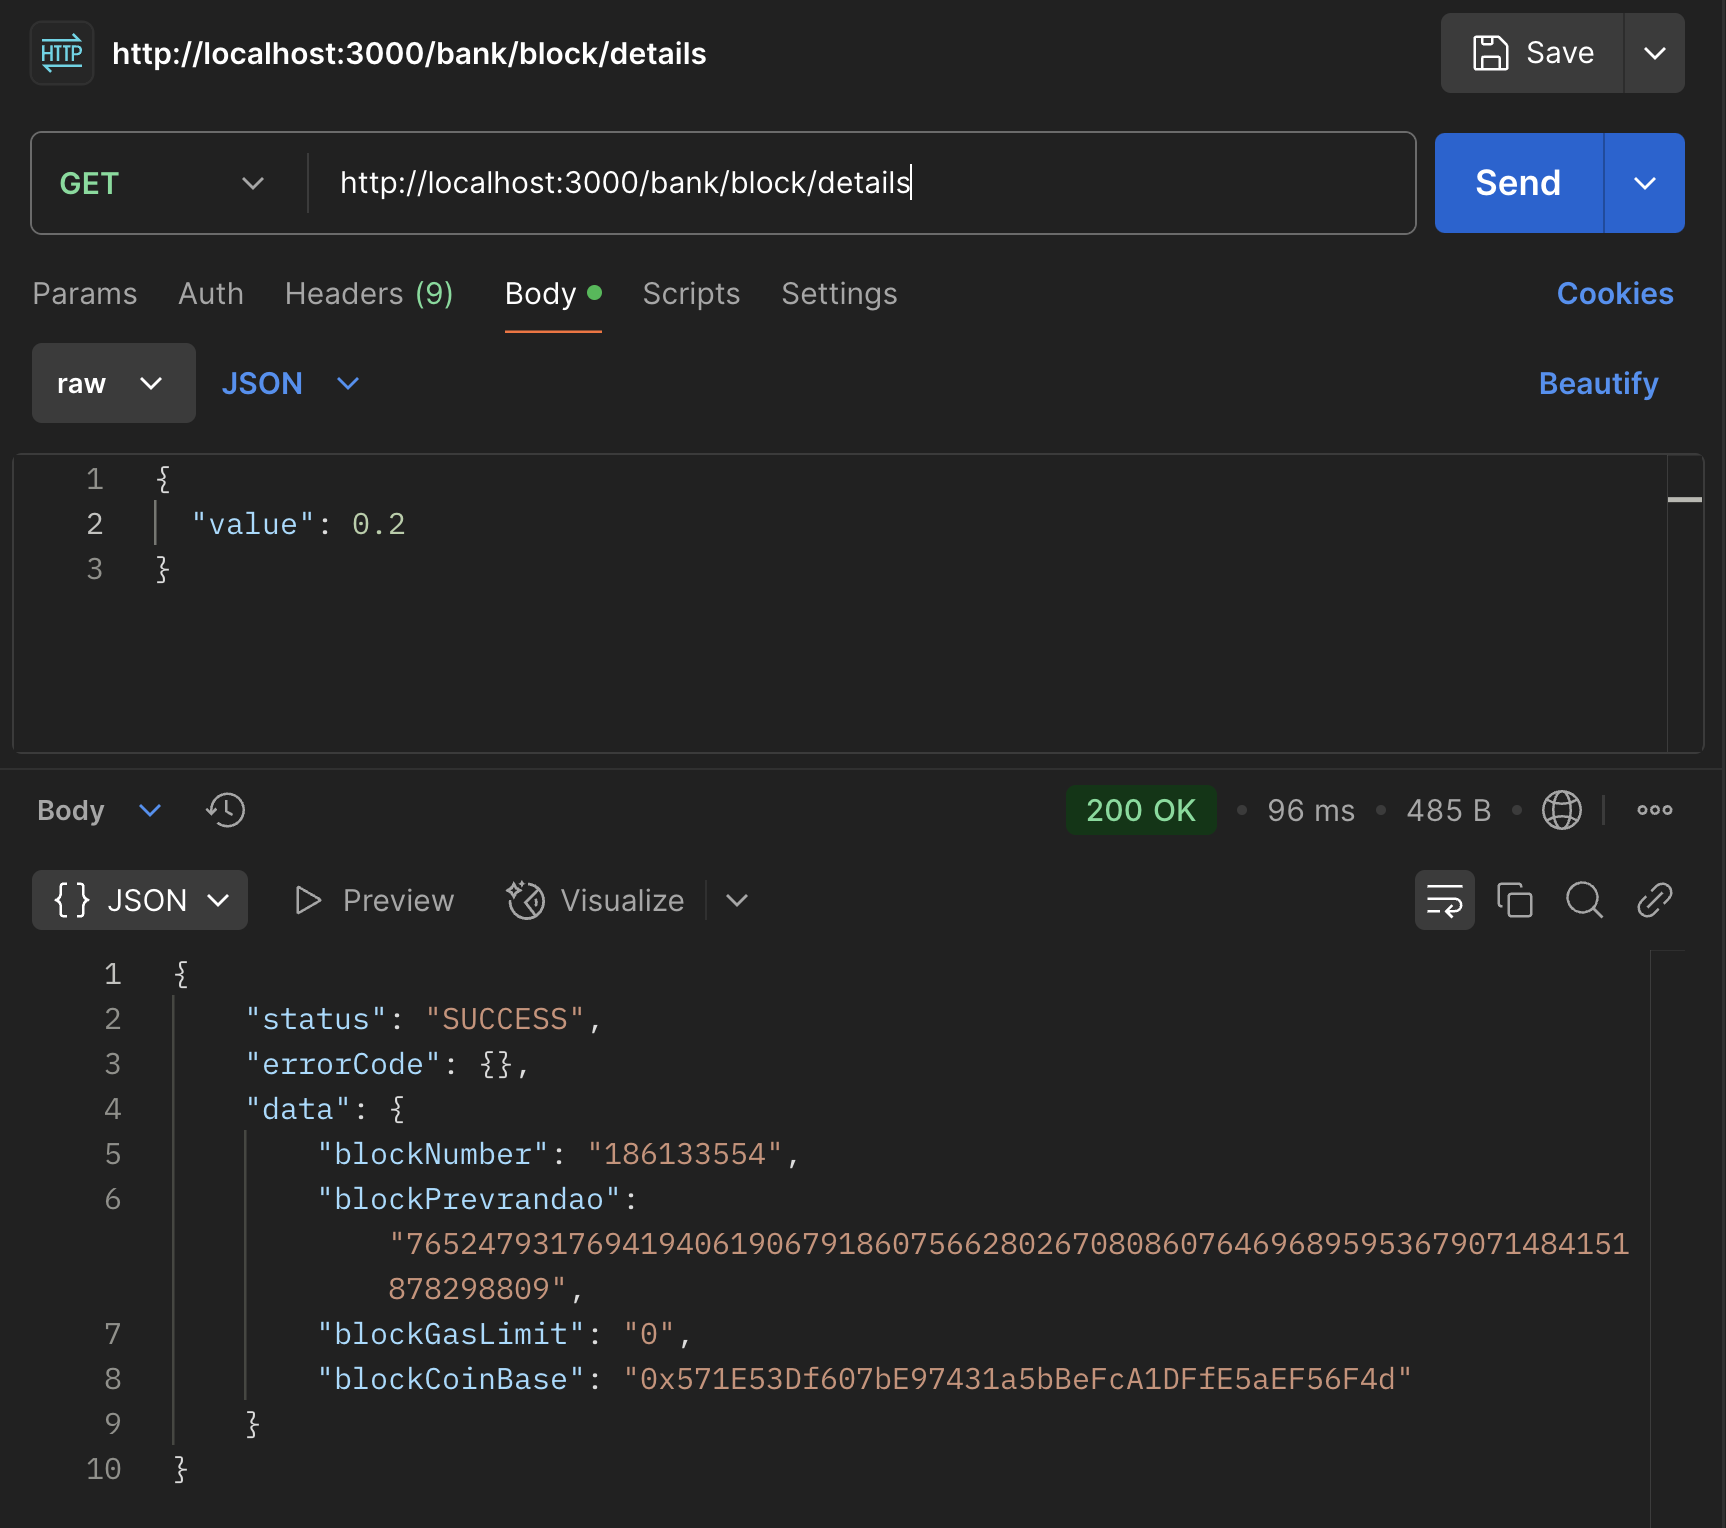 HTTP http://localhost:3000/bank/block/details Save
GET http://localhost:3000/bank/block/details Send
Params Auth Headers (9) Body Scripts Settings Cookies
raw JSON Beautify
1 {
2 "value": 0.2
3 }
Body 200 OK 96 ms 485 B
{} JSON Preview Visualize
1 {
2 "status": "SUCCESS",
3 "errorCode": {},
4 "data": {
5 "blockNumber": "186133554",
6 "blockPrevrandao":
"765247931769419406190679186075662802670808607646968959536790714841​51
878298809",
7 "blockGasLimit": "0",
8 "blockCoinBase": "0x571E53Df607bE97431a5bBeFcA1DFfE5aEF56F4d"
9 }
10 }